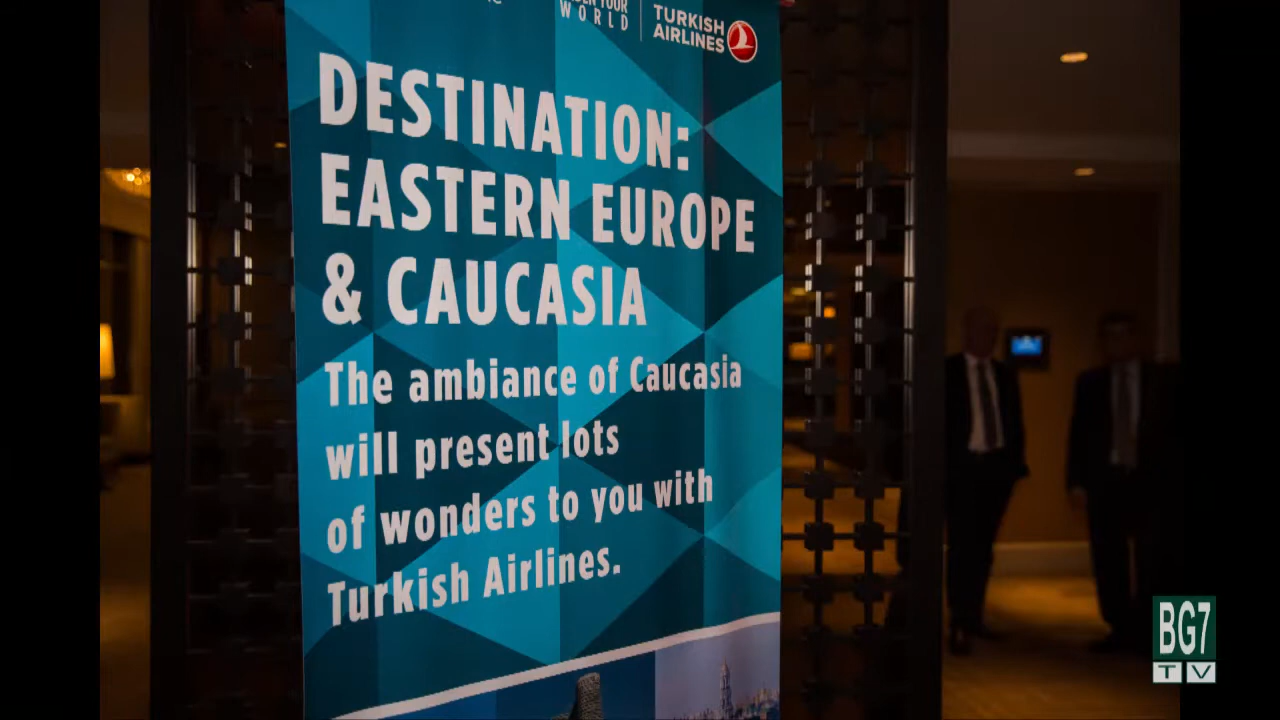 YOUR
WORLD
TURKISH
AIRLINES
DESTINATION:
EASTERN EUROPE
& CAUCASIA
The ambiance of Caucasia
will present lots
of wonders to you with
Turkish Airlines.
BG7
TV